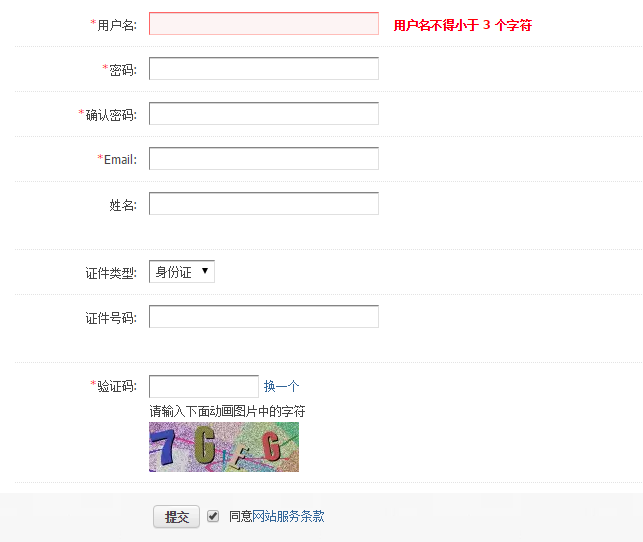 *用户名: 用户名不得小于 3 个字符
*密码:
*确认密码:
*Email:
姓名:
证件类型: 身份证
证件号码:
*验证码: 换一个
请输入下面动画图片中的字符
提交 同意网站服务条款